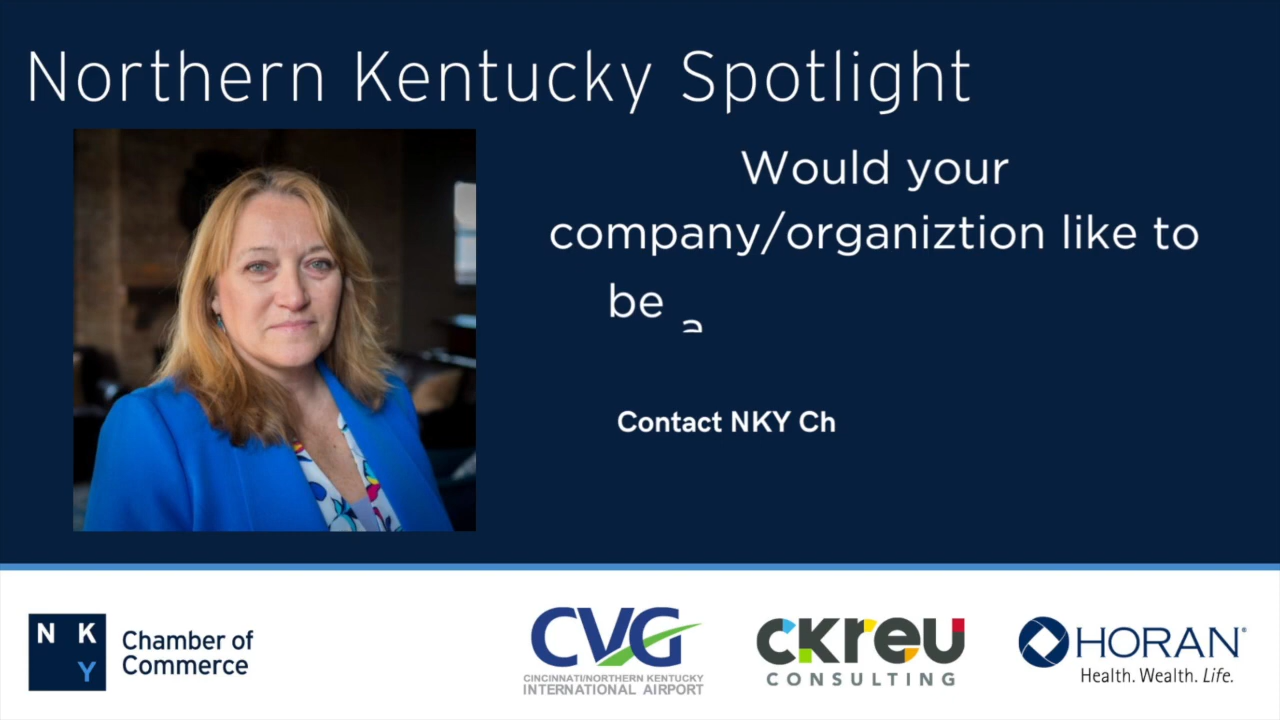 Northern Kentucky Spotlight
Would your
company/organiztion like to
be a
Contact NKY Ch
N K
Y
Chamber of
Commerce
CVG
CINCINNATI/NORTHERN KENTUCKY
INTERNATIONAL AIRPORT
ckreu
CONSULTING
HORAN®
Health. Wealth. Life.